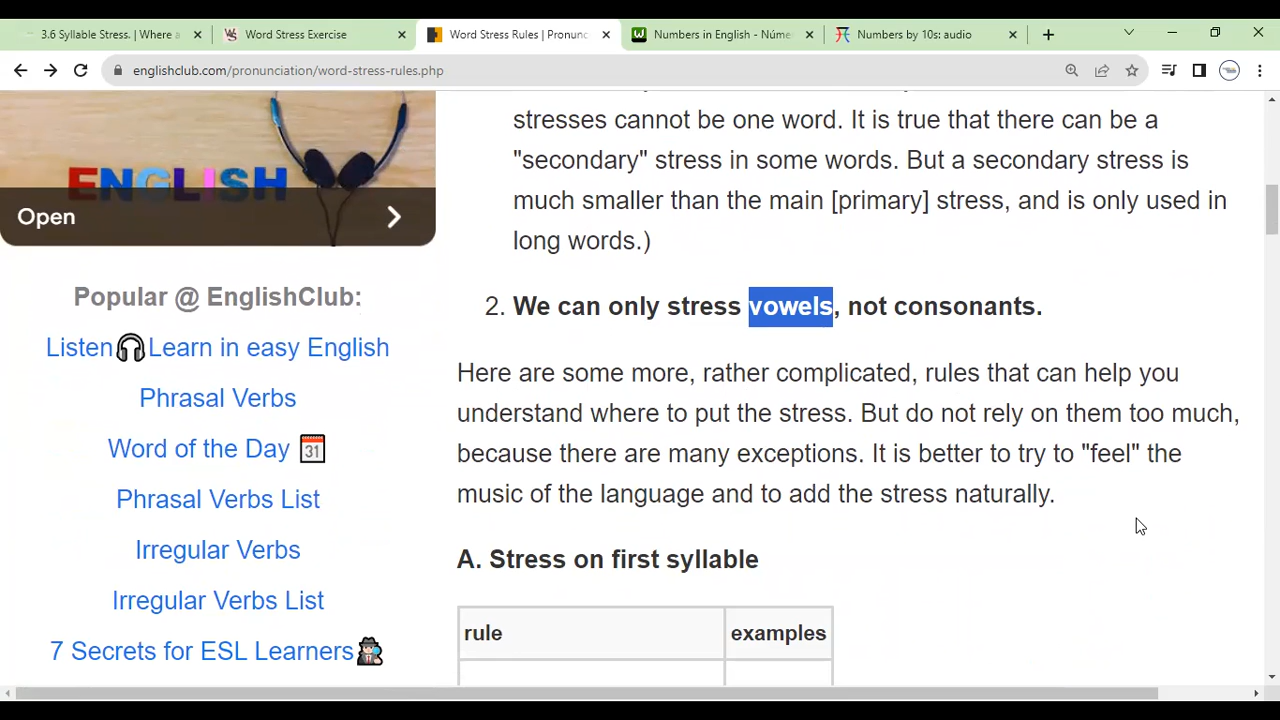 3.6 Syllable Stress. | Where a
Word Stress Exercise
Word Stress Rules | Pronunc
Numbers in English - Núme
Numbers by 10s: audio
englishclub.com/pronunciation/word-stress-rules.php
ENGLISH
Open
Popular @ EnglishClub:
Listen🎧Learn in easy English
Phrasal Verbs
Word of the Day 📅
Phrasal Verbs List
Irregular Verbs
Irregular Verbs List
7 Secrets for ESL Learners🕵
stresses cannot be one word. It is true that there can be a
"secondary" stress in some words. But a secondary stress is
much smaller than the main [primary] stress, and is only used in
long words.)
2. We can only stress vowels, not consonants.
Here are some more, rather complicated, rules that can help you
understand where to put the stress. But do not rely on them too much,
because there are many exceptions. It is better to try to "feel" the
music of the language and to add the stress naturally.
A. Stress on first syllable
rule
examples